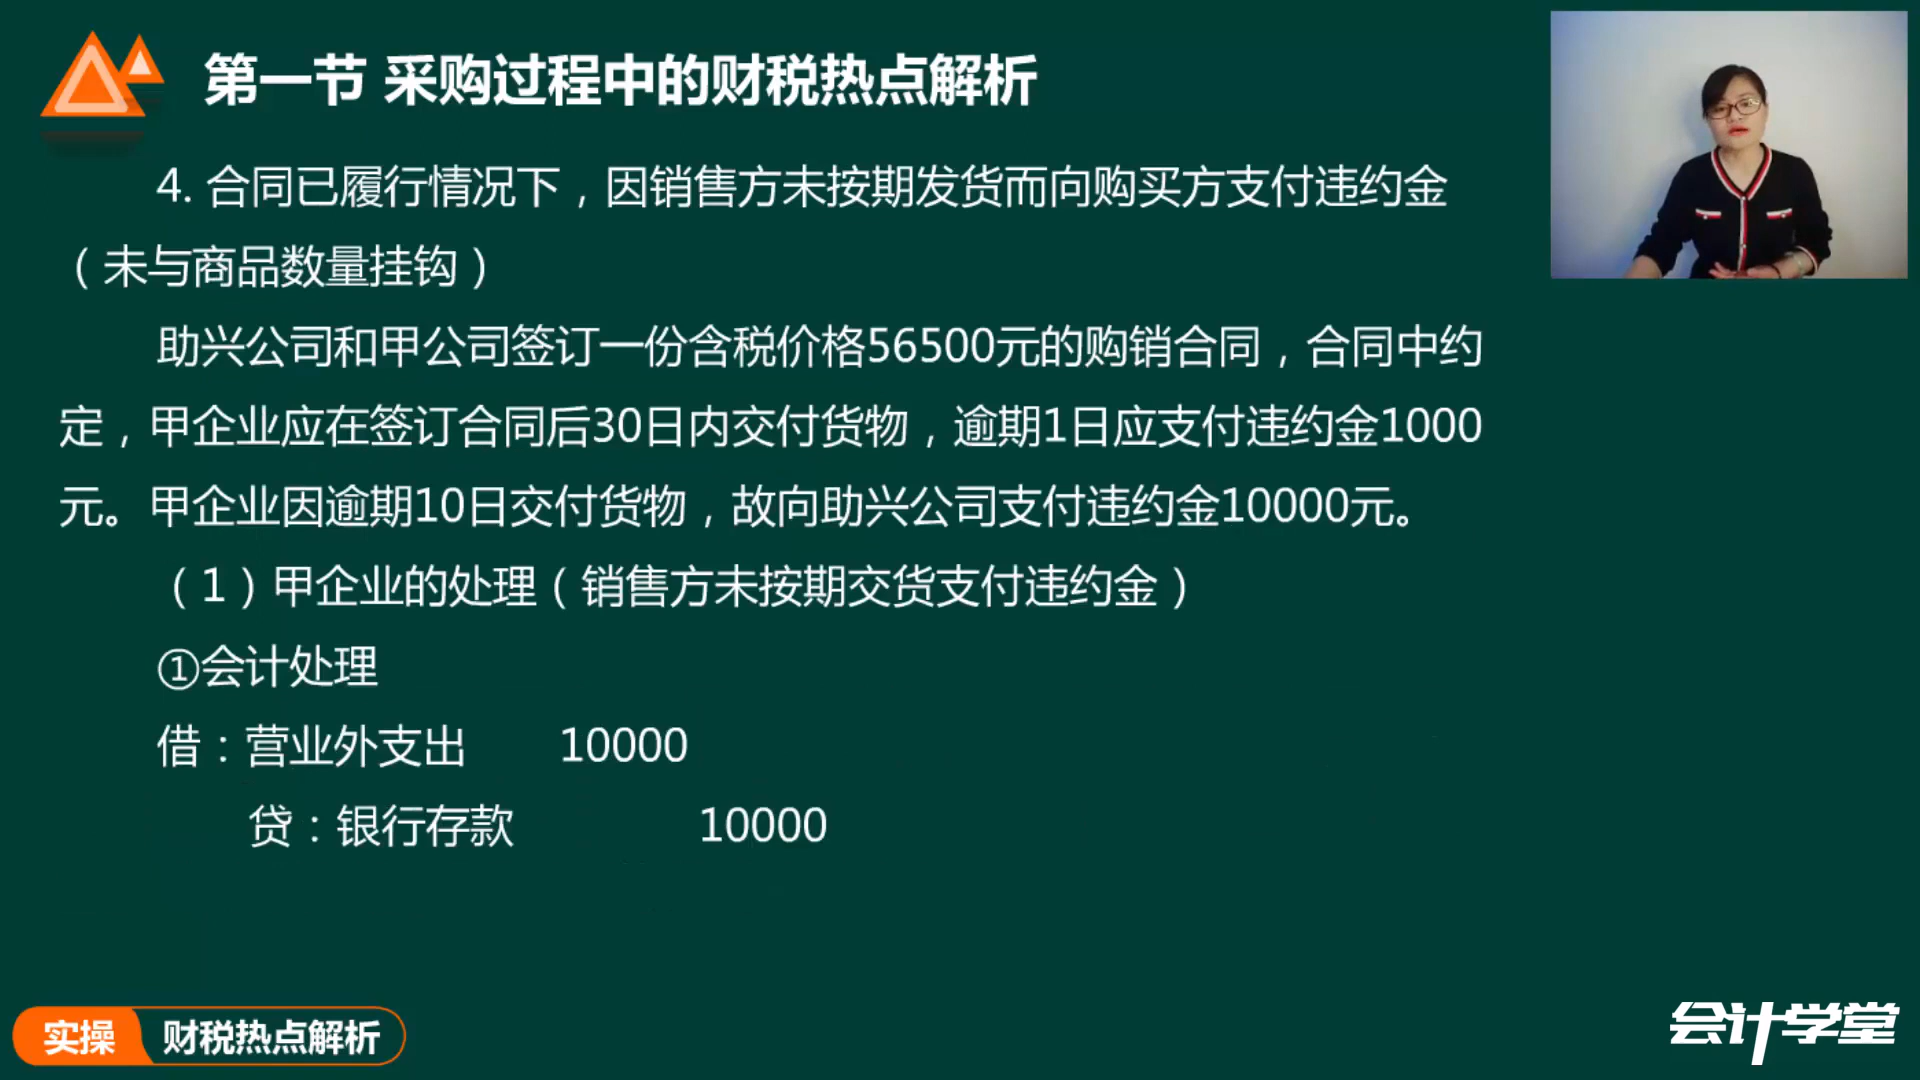 第一节 采购过程中的财税热点解析
4. 合同已履行情况下，因销售方未按期发货而向购买方支付违约金
（未与商品数量挂钩）
助兴公司和甲公司签订一份含税价格56500元的购销合同，合同中约
定，甲企业应在签订合同后30日内交付货物，逾期1日应支付违约金1000
元。甲企业因逾期10日交付货物，故向助兴公司支付违约金10000元。
（1）甲企业的处理（销售方未按期交货支付违约金）
①会计处理
借：营业外支出 10000
贷：银行存款 10000
实操 财税热点解析
会计学堂